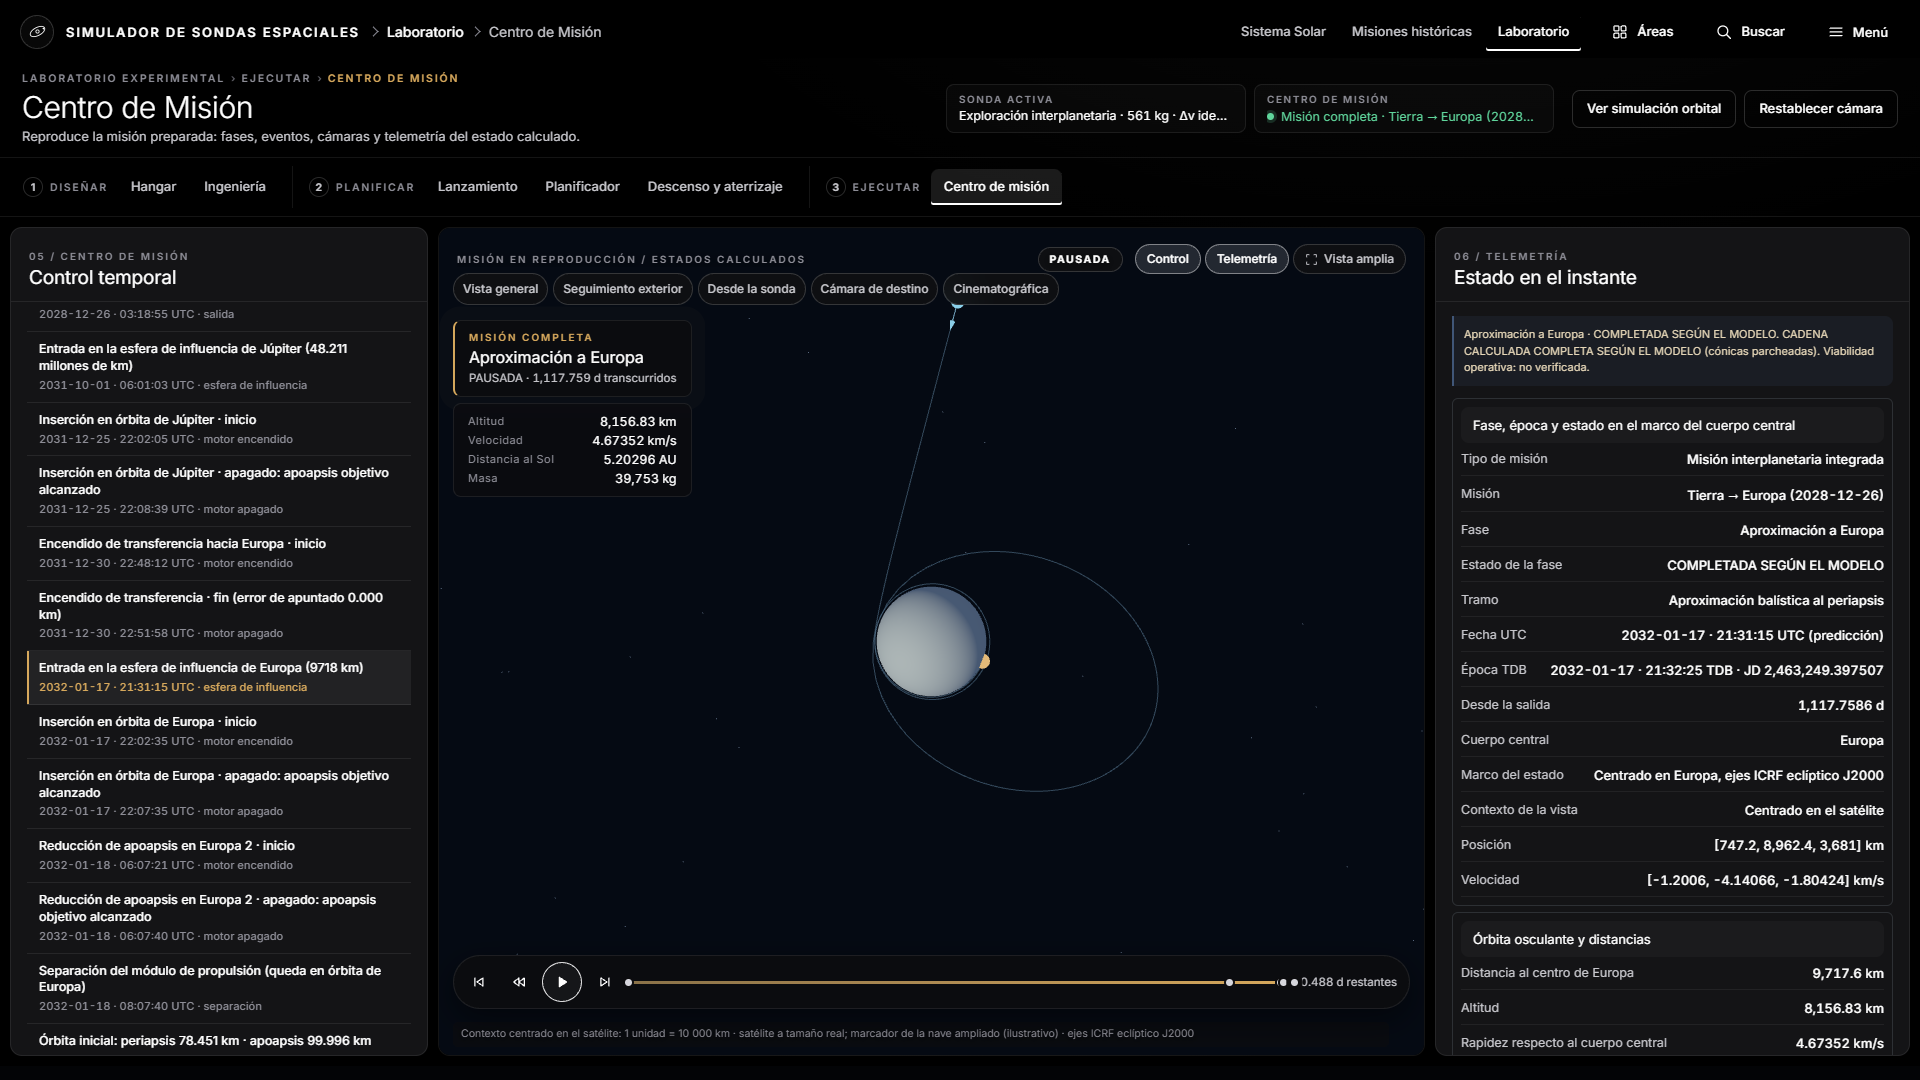 SIMULADOR DE SONDAS ESPACIALES
Laboratorio
Centro de Misión
Sistema Solar
Misiones históricas
Laboratorio
Áreas
Buscar
Menú
LABORATORIO EXPERIMENTAL › EJECUTAR › CENTRO DE MISIÓN
Centro de Misión
Reproduce la misión preparada: fases, eventos, cámaras y telemetría del estado calculado.
SONDA ACTIVA
Exploración interplanetaria · 561 kg · Δv ide...
CENTRO DE MISIÓN
Misión completa · Tierra → Europa (2028...
Ver simulación orbital
Restablecer cámara
1 DISEÑAR
Hangar
Ingeniería
2 PLANIFICAR
Lanzamiento
Planificador
Descenso y aterrizaje
3 EJECUTAR
Centro de misión
05 / CENTRO DE MISIÓN
Control temporal
2028-12-26 · 03:18:55 UTC · salida
Entrada en la esfera de influencia de Júpiter (48.211
millones de km)
2031-10-01 · 06:01:03 UTC · esfera de influencia
Inserción en órbita de Júpiter · inicio
2031-12-25 · 22:02:05 UTC · motor encendido
Inserción en órbita de Júpiter · apagado: apoapsis objetivo
alcanzado
2031-12-25 · 22:08:39 UTC · motor apagado
Encendido de transferencia hacia Europa · inicio
2031-12-30 · 22:48:12 UTC · motor encendido
Encendido de transferencia · fin (error de apuntado 0.000
km)
2031-12-30 · 22:51:58 UTC · motor apagado
Entrada en la esfera de influencia de Europa (9718 km)
2032-01-17 · 21:31:15 UTC · esfera de influencia
Inserción en órbita de Europa · inicio
2032-01-17 · 22:02:35 UTC · motor encendido
Inserción en órbita de Europa · apagado: apoapsis objetivo
alcanzado
2032-01-17 · 22:07:35 UTC · motor apagado
Reducción de apoapsis en Europa 2 · inicio
2032-01-18 · 06:07:21 UTC · motor encendido
Reducción de apoapsis en Europa 2 · apagado: apoapsis
objetivo alcanzado
2032-01-18 · 06:07:40 UTC · motor apagado
Separación del módulo de propulsión (queda en órbita de
Europa)
2032-01-18 · 08:07:40 UTC · separación
Órbita inicial: periapsis 78.451 km · apoapsis 99.996 km
MISIÓN EN REPRODUCCIÓN / ESTADOS CALCULADOS
PAUSADA
Control
Telemetría
Vista amplia
Vista general
Seguimiento exterior
Desde la sonda
Cámara de destino
Cinematográfica
MISIÓN COMPLETA
Aproximación a Europa
PAUSADA · 1,117.759 d transcurridos
Altitud 8,156.83 km
Velocidad 4.67352 km/s
Distancia al Sol 5.20296 AU
Masa 39,753 kg
0.488 d restantes
Contexto centrado en el satélite: 1 unidad = 10 000 km · satélite a tamaño real; marcador de la nave ampliado (ilustrativo) · ejes ICRF eclíptico J2000
06 / TELEMETRÍA
Estado en el instante
Aproximación a Europa · COMPLETADA SEGÚN EL MODELO. CADENA
CALCULADA COMPLETA SEGÚN EL MODELO (cónicas parcheadas). Viabilidad
operativa: no verificada.
Fase, época y estado en el marco del cuerpo central
Tipo de misión Misión interplanetaria integrada
Misión Tierra → Europa (2028-12-26)
Fase Aproximación a Europa
Estado de la fase COMPLETADA SEGÚN EL MODELO
Tramo Aproximación balística al periapsis
Fecha UTC 2032-01-17 · 21:31:15 UTC (predicción)
Época TDB 2032-01-17 · 21:32:25 TDB · JD 2,463,249.397507
Desde la salida 1,117.7586 d
Cuerpo central Europa
Marco del estado Centrado en Europa, ejes ICRF eclíptico J2000
Contexto de la vista Centrado en el satélite
Posición [747.2, 8,962.4, 3,681] km
Velocidad [-1.2006, -4.14066, -1.80424] km/s
Órbita osculante y distancias
Distancia al centro de Europa 9,717.6 km
Altitud 8,156.83 km
Rapidez respecto al cuerpo central 4.67352 km/s